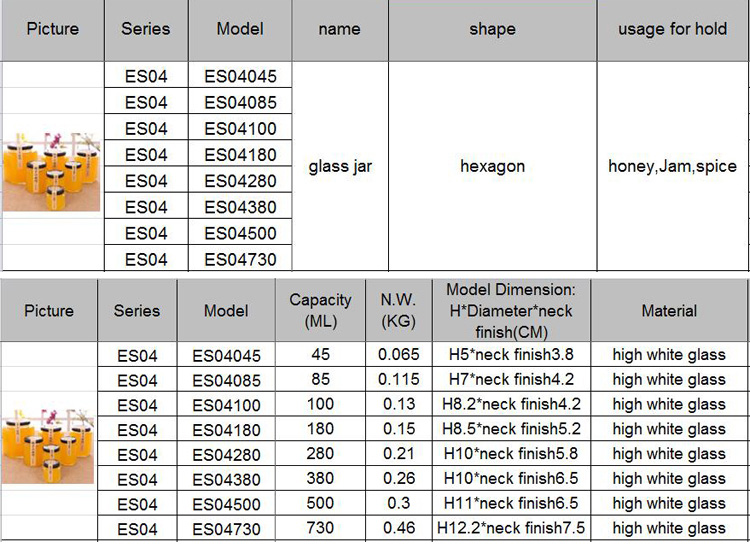 Picture Series Model name shape usage for hold
ES04 ES04045
ES04 ES04085
ES04 ES04100
ES04 ES04180
glass jar hexagon honey,Jam,spice
ES04 ES04280
ES04 ES04380
ES04 ES04500
ES04 ES04730
Picture Series Model Capacity (ML) N.W. (KG) Model Dimension: H*Diameter*neck finish(CM) Material
ES04 ES04045 45 0.065 H5*neck finish3.8 high white glass
ES04 ES04085 85 0.115 H7*neck finish4.2 high white glass
ES04 ES04100 100 0.13 H8.2*neck finish4.2 high white glass
ES04 ES04180 180 0.15 H8.5*neck finish5.2 high white glass
ES04 ES04280 280 0.21 H10*neck finish5.8 high white glass
ES04 ES04380 380 0.26 H10*neck finish6.5 high white glass
ES04 ES04500 500 0.3 H11*neck finish6.5 high white glass
ES04 ES04730 730 0.46 H12.2*neck finish7.5 high white glass